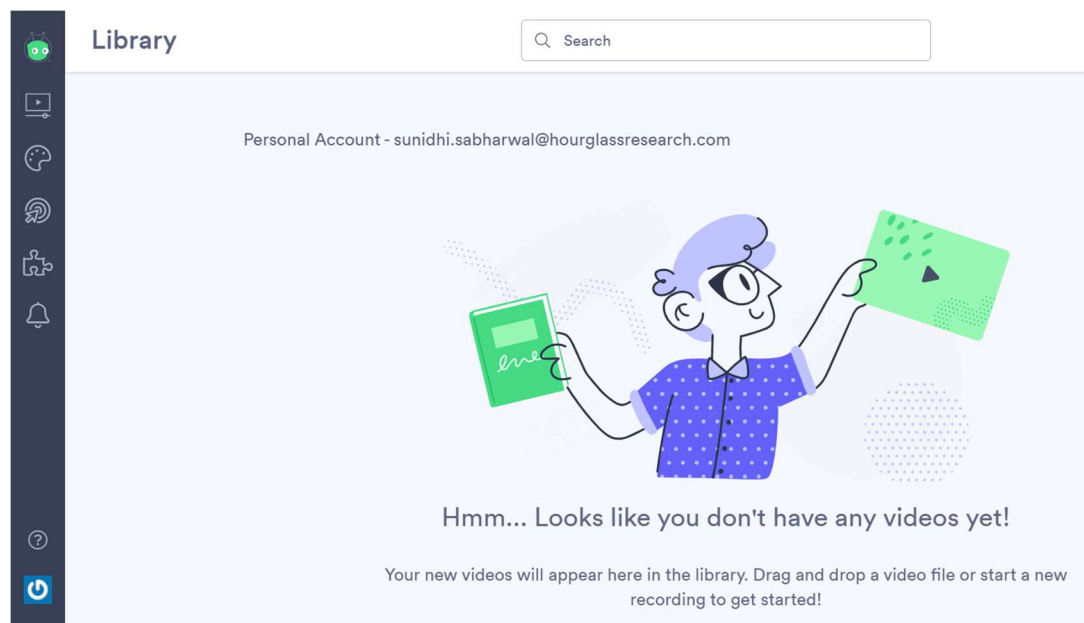 Library
Search
Personal Account - sunidhi.sabharwal@hourglassresearch.com
Hmm... Looks like you don't have any videos yet!
Your new videos will appear here in the library. Drag and drop a video file or start a new
recording to get started!